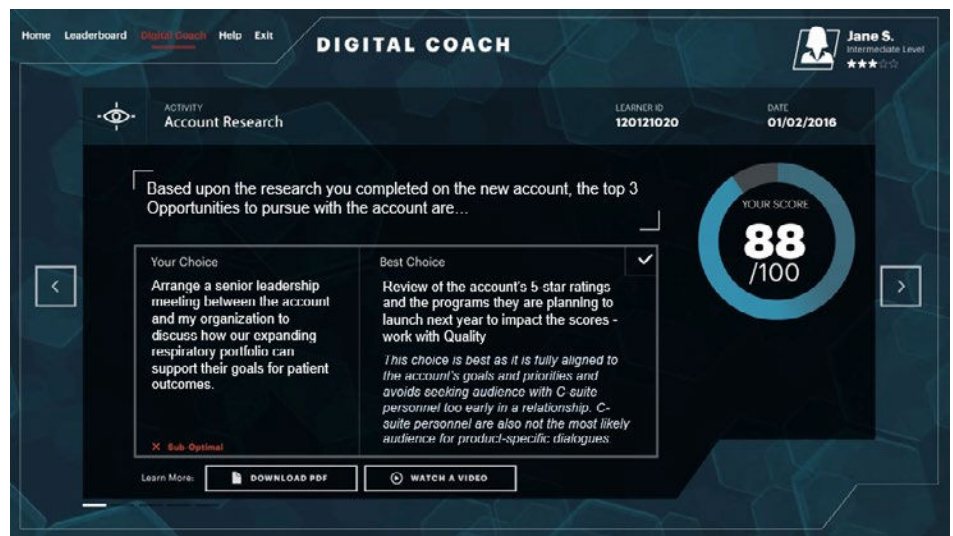 Home Leaderboard Digital Coach Help Exit
DIGITAL COACH
Jane S.
Intermediate Level
ACTIVITY
Account Research
LEARNER ID
120121020
DATE
01/02/2016
Based upon the research you completed on the new account, the top 3
Opportunities to pursue with the account are...
YOUR SCORE
88
/100
Your Choice
Arrange a senior leadership
meeting between the account
and my organization to
discuss how our expanding
respiratory portfolio can
support their goals for patient
outcomes.
Sub Optimal
Best Choice
Review of the account's 5 star ratings
and the programs they are planning to
launch next year to impact the scores -
work with Quality
This choice is best as it is fully aligned to
the account's goals and priorities and
avoids seeking audience with C-suite
personnel too early in a relationship. C-
suite personnel are also not the most likely
audience for product-specific dialogues.
Learn More:
DOWNLOAD PDF
WATCH A VIDEO